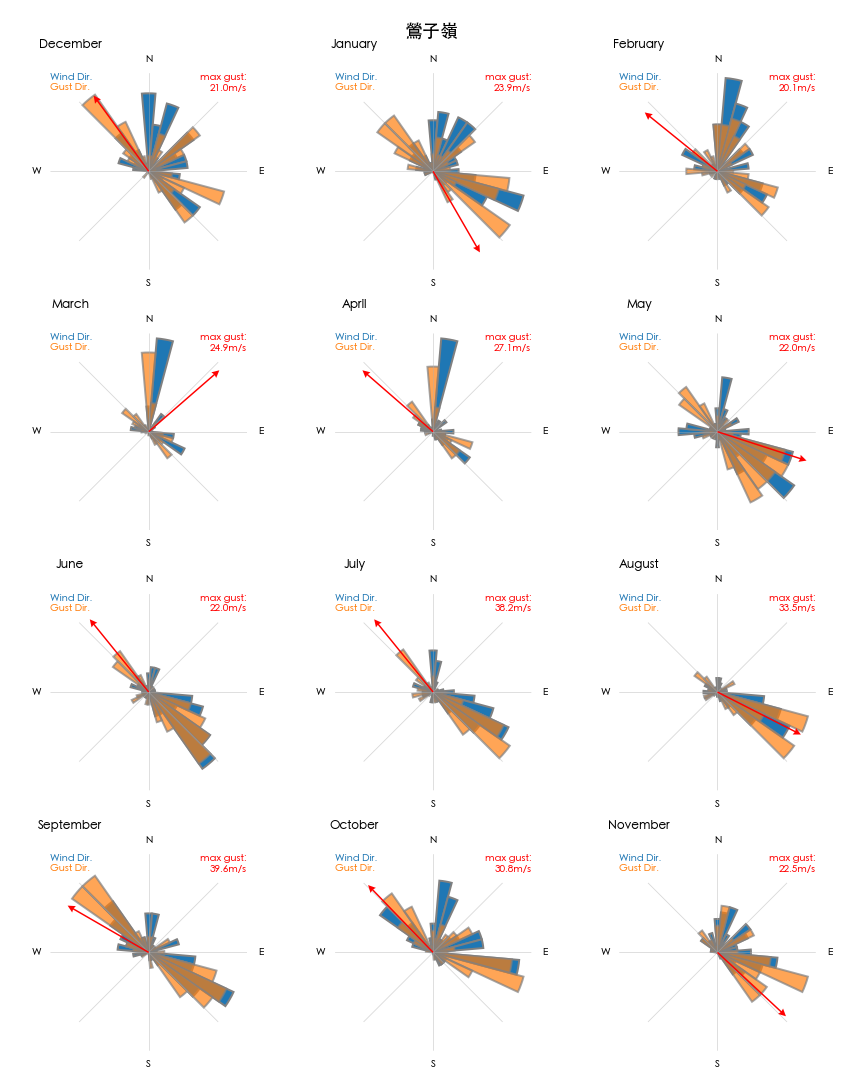 鶯子嶺
December
N
Wind Dir.
Gust Dir.
max gust:
21.0m/s
W
E
S
January
N
Wind Dir.
Gust Dir.
max gust:
23.9m/s
W
E
S
February
N
Wind Dir.
Gust Dir.
max gust:
20.1m/s
W
E
S
March
N
Wind Dir.
Gust Dir.
max gust:
24.9m/s
W
E
S
April
N
Wind Dir.
Gust Dir.
max gust:
27.1m/s
W
E
S
May
N
Wind Dir.
Gust Dir.
max gust:
22.0m/s
W
E
S
June
N
Wind Dir.
Gust Dir.
max gust:
22.0m/s
W
E
S
July
N
Wind Dir.
Gust Dir.
max gust:
38.2m/s
W
E
S
August
N
Wind Dir.
Gust Dir.
max gust:
33.5m/s
W
E
S
September
N
Wind Dir.
Gust Dir.
max gust:
39.6m/s
W
E
S
October
N
Wind Dir.
Gust Dir.
max gust:
30.8m/s
W
E
S
November
N
Wind Dir.
Gust Dir.
max gust:
22.5m/s
W
E
S